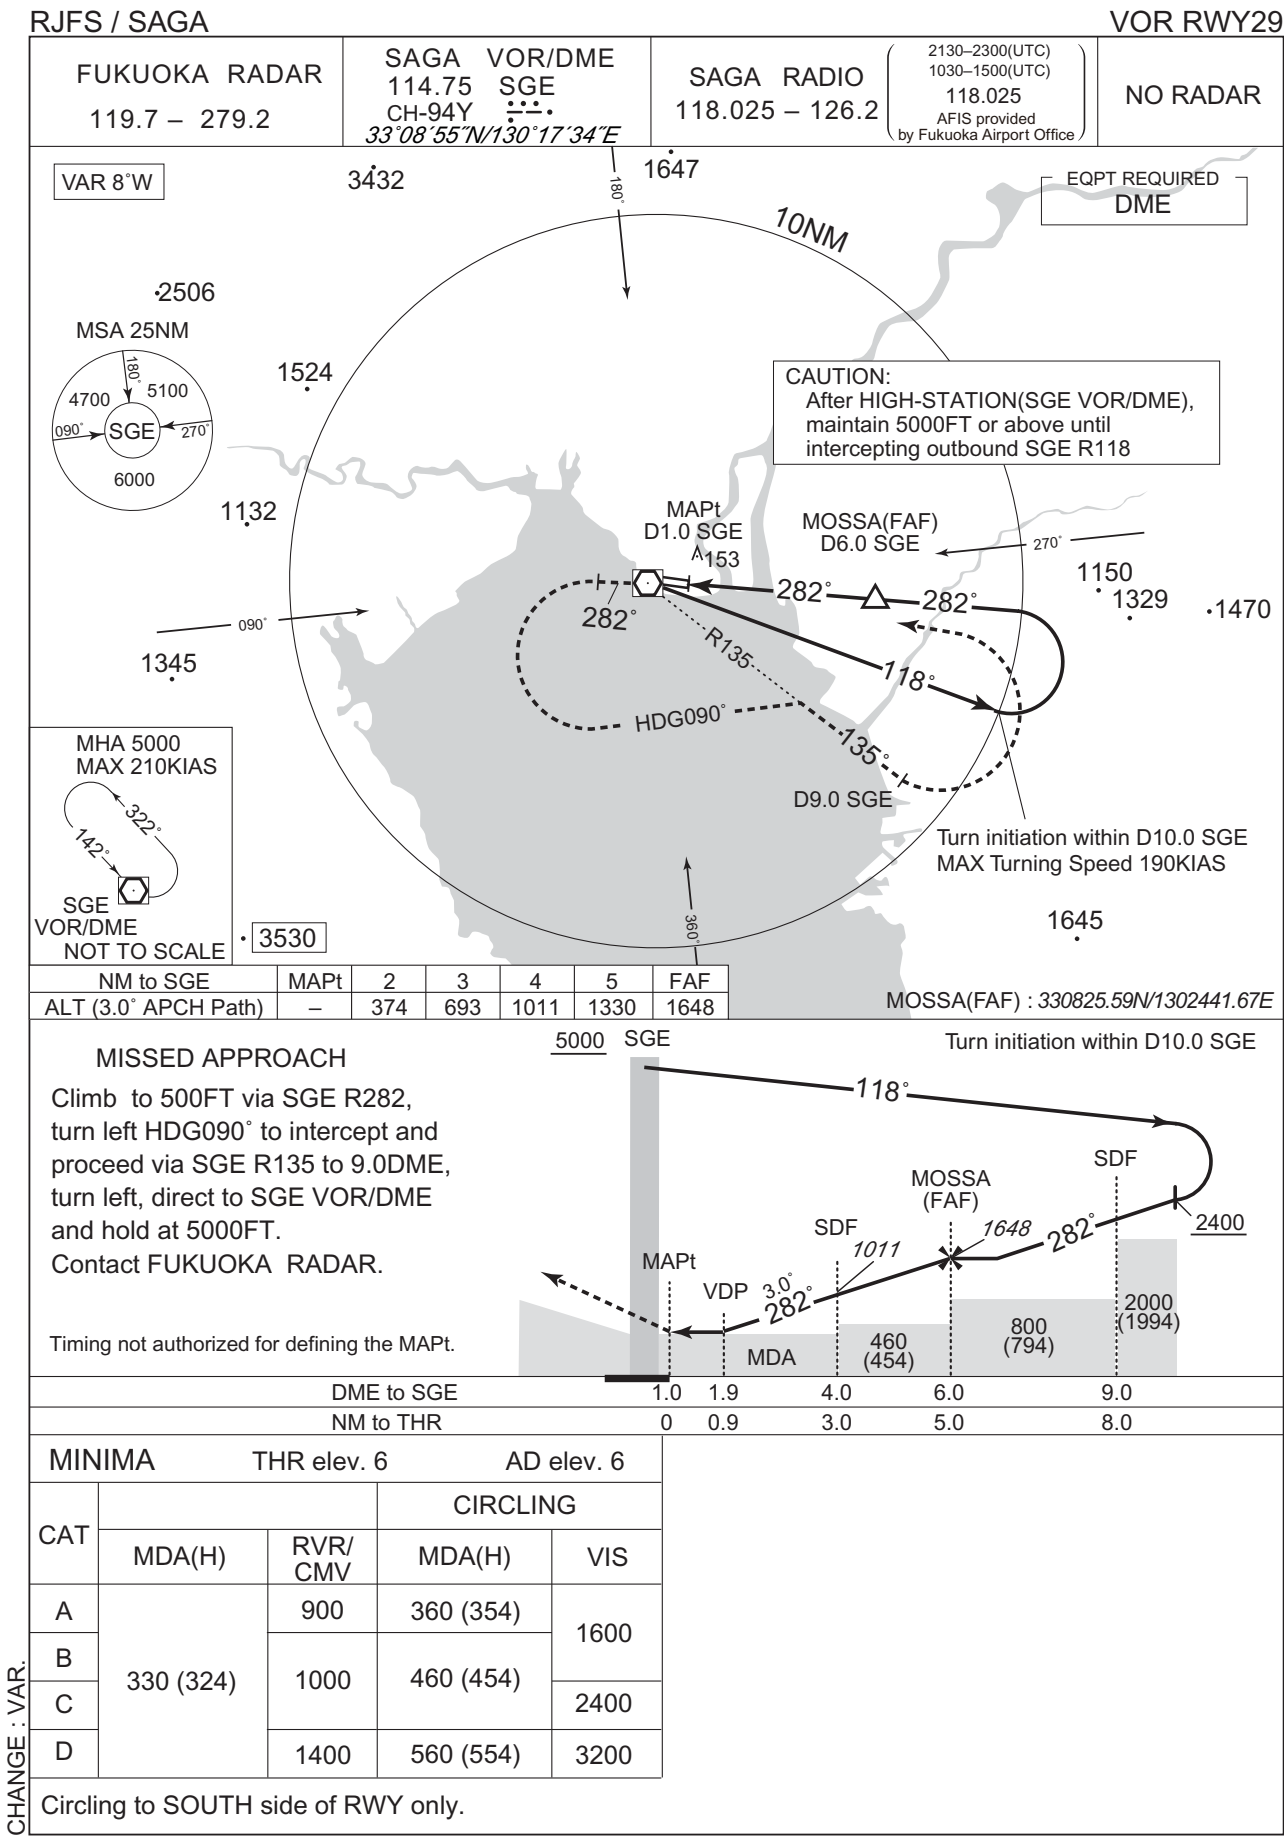 RJFS / SAGA
VOR RWY29
FUKUOKA RADAR
119.7 – 279.2
SAGA VOR/DME
114.75 SGE
CH-94Y
33°08´55˝N/130°17´34˝E
SAGA RADIO
118.025 – 126.2
2130–2300(UTC)
1030–1500(UTC)
118.025
AFIS provided
by Fukuoka Airport Office
NO RADAR
VAR 8˚W
3432
180˚
1647
EQPT REQUIRED
DME
10NM
2506
MSA 25NM
180˚
4700
5100
090˚
SGE
270˚
6000
1524
CAUTION:
After HIGH-STATION(SGE VOR/DME),
maintain 5000FT or above until
intercepting outbound SGE R118
1132
MAPt
D1.0 SGE
153
MOSSA(FAF)
D6.0 SGE
270˚
1150
1329
1470
282˚
282˚
282˚
090˚
1345
R135
118˚
HDG090˚
135˚
D9.0 SGE
MHA 5000
MAX 210KIAS
322˚
142˚
SGE
VOR/DME
NOT TO SCALE
Turn initiation within D10.0 SGE
MAX Turning Speed 190KIAS
360˚
1645
3530
NM to SGE MAPt 2 3 4 5 FAF
ALT (3.0˚ APCH Path) – 374 693 1011 1330 1648
MOSSA(FAF) : 330825.59N/1302441.67E
MISSED APPROACH
Climb to 500FT via SGE R282,
turn left HDG090˚ to intercept and
proceed via SGE R135 to 9.0DME,
turn left, direct to SGE VOR/DME
and hold at 5000FT.
Contact FUKUOKA RADAR.
Timing not authorized for defining the MAPt.
5000
SGE
Turn initiation within D10.0 SGE
118˚
SDF
MOSSA
(FAF)
SDF
1011
1648
282˚
2400
MAPt
VDP
3.0˚
282˚
MDA
460
(454)
800
(794)
2000
(1994)
DME to SGE 1.0 1.9 4.0 6.0 9.0
NM to THR 0 0.9 3.0 5.0 8.0
MINIMA THR elev. 6 AD elev. 6
CAT
CIRCLING
MDA(H)
RVR/
CMV
MDA(H)
VIS
A
900
360 (354)
1600
B
330 (324)
1000
460 (454)
C
2400
D
1400
560 (554)
3200
Circling to SOUTH side of RWY only.
CHANGE : VAR.